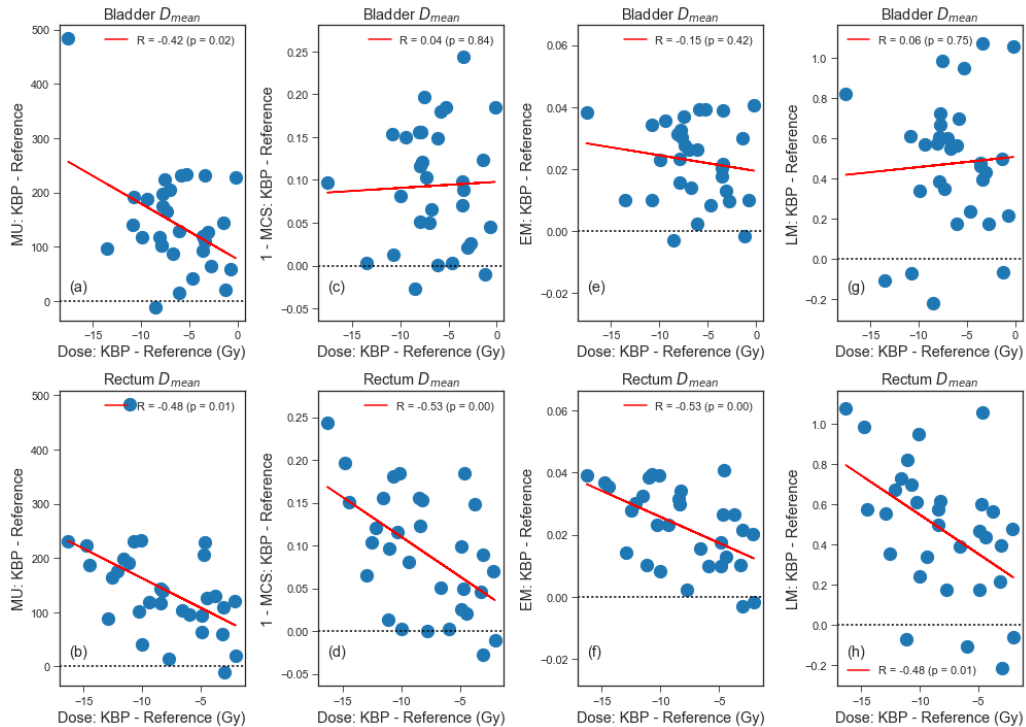 Bladder D_mean
R = -0.42 (p = 0.02)
MU: KBP - Reference
500
400
300
200
100
0
(a)
-15
-10
-5
0
Dose: KBP - Reference (Gy)
Bladder D_mean
R = 0.04 (p = 0.84)
1 - MCS: KBP - Reference
0.25
0.20
0.15
0.10
0.05
0.00
-0.05
(c)
-15
-10
-5
0
Dose: KBP - Reference (Gy)
Bladder D_mean
R = -0.15 (p = 0.42)
EM: KBP - Reference
0.06
0.04
0.02
0.00
-0.02
(e)
-15
-10
-5
0
Dose: KBP - Reference (Gy)
Bladder D_mean
R = 0.06 (p = 0.75)
LM: KBP - Reference
1.0
0.8
0.6
0.4
0.2
0.0
-0.2
(g)
-15
-10
-5
0
Dose: KBP - Reference (Gy)
Rectum D_mean
R = -0.48 (p = 0.01)
MU: KBP - Reference
500
400
300
200
100
0
(b)
-15
-10
-5
Dose: KBP - Reference (Gy)
Rectum D_mean
R = -0.53 (p = 0.00)
1 - MCS: KBP - Reference
0.25
0.20
0.15
0.10
0.05
0.00
-0.05
(d)
-15
-10
-5
Dose: KBP - Reference (Gy)
Rectum D_mean
R = -0.53 (p = 0.00)
EM: KBP - Reference
0.06
0.04
0.02
0.00
-0.02
(f)
-15
-10
-5
Dose: KBP - Reference (Gy)
Rectum D_mean
LM: KBP - Reference
1.0
0.8
0.6
0.4
0.2
0.0
-0.2
(h)
R = -0.48 (p = 0.01)
-15
-10
-5
Dose: KBP - Reference (Gy)